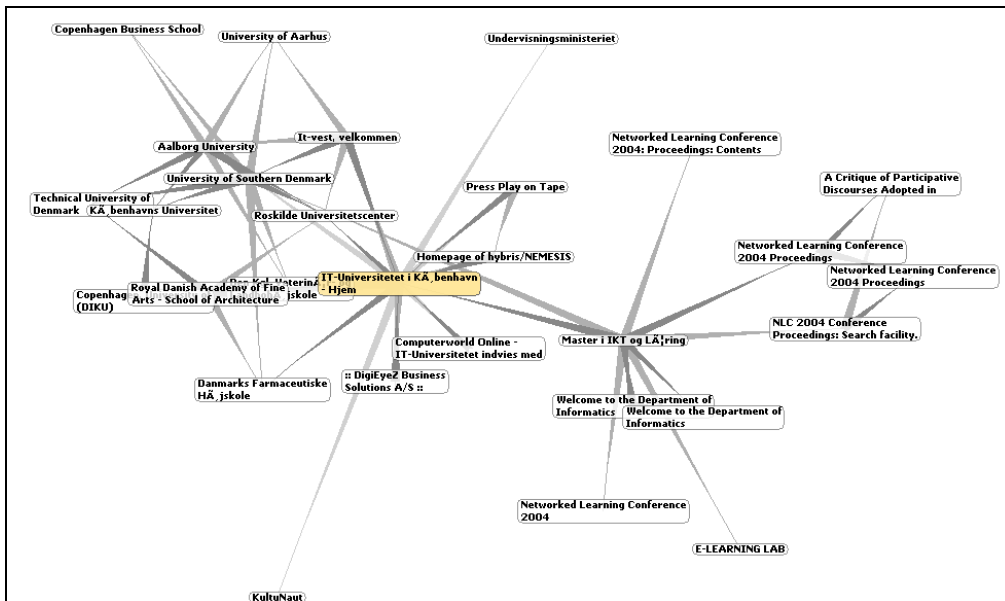 Copenhagen Business School
University of Aarhus
Undervisningsministeriet
It-vest, velkommen
Aalborg University
Networked Learning Conference
2004: Proceedings: Contents
University of Southern Denmark
A Critique of Participative
Discourses Adopted in
Press Play on Tape
Technical University of
Denmark
KÃ¸benhavns Universitet
Roskilde Universitetscenter
Networked Learning Conference
2004 Proceedings
Homepage of hybris/NEMESIS
Networked Learning Conference
2004 Proceedings
IT-Universitetet i KÃ¸benhavn
- Hjem
Royal Danish Academy of Fine
Arts - School of Architecture
jskole
Copenhagen
(DIKU)
NLC 2004 Conference
Proceedings: Search facility.
Master i IKT og LÃ¦ring
Computerworld Online -
IT-Universitetet indvies med
:: DigiEyeZ Business
Solutions A/S ::
Danmarks Farmaceutiske
HÃ¸jskole
Welcome to the Department of
Informatics
Welcome to the Department of
Informatics
Networked Learning Conference
2004
E-LEARNING LAB
KultuNaut